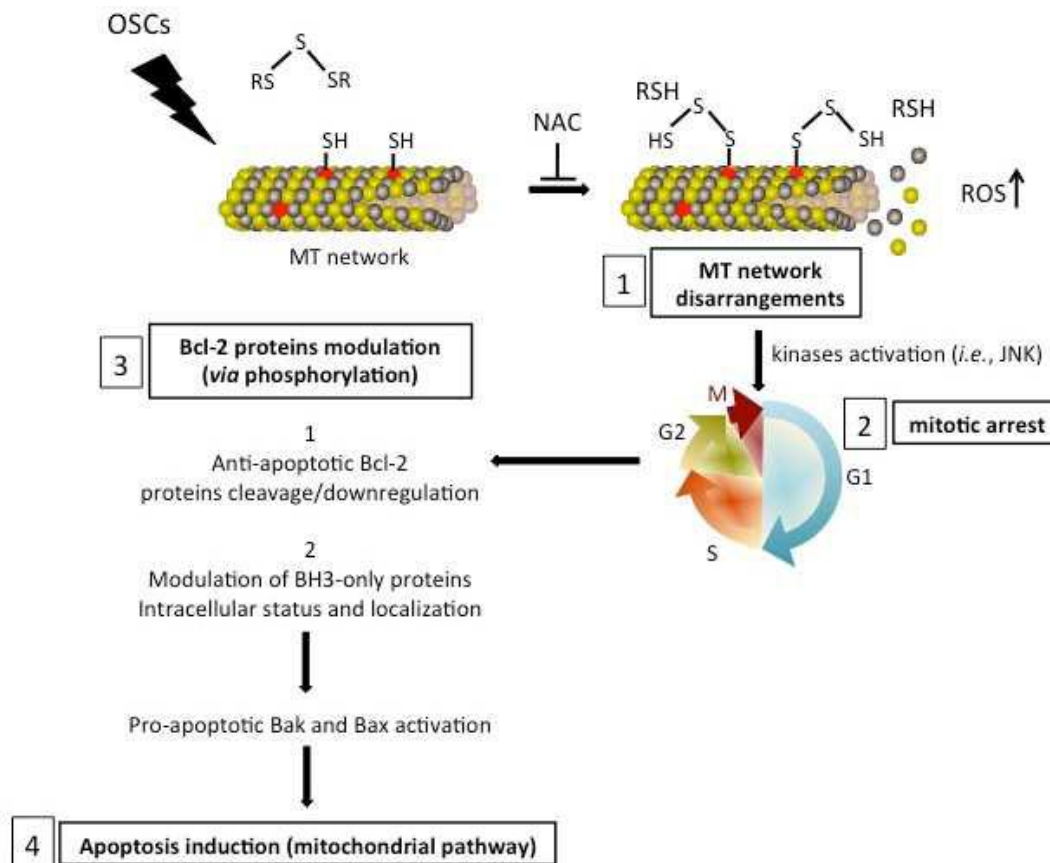 OSCs
S
RS
SR
SH
SH
MT network
NAC
RSH
S
HS
S
S
S
SH
RSH
ROS
1
MT network
disarrangements
kinases activation (i.e., JNK)
2
mitotic arrest
M
G2
G1
S
3
Bcl-2 proteins modulation
(via phosphorylation)
1
Anti-apoptotic Bcl-2
proteins cleavage/downregulation
2
Modulation of BH3-only proteins
Intracellular status and localization
Pro-apoptotic Bak and Bax activation
4
Apoptosis induction (mitochondrial pathway)